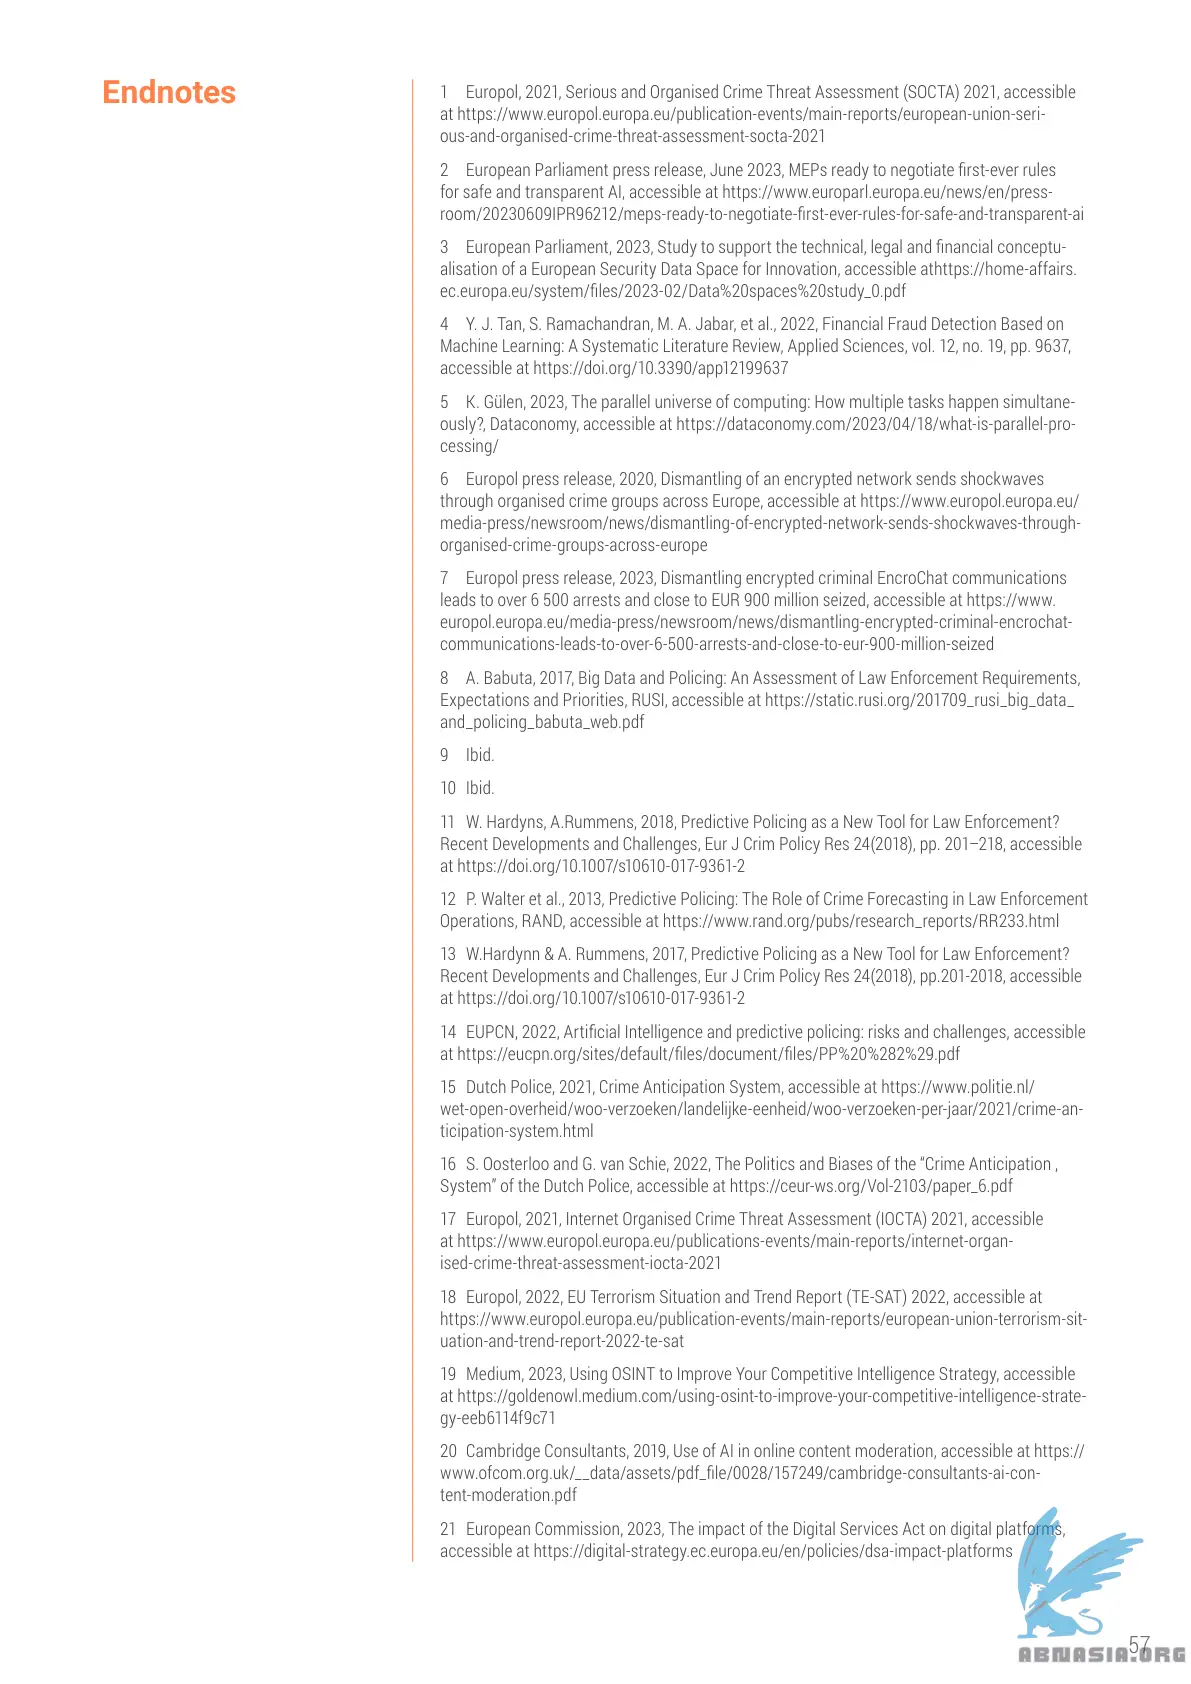 Endnotes
1 Europol, 2021, Serious and Organised Crime Threat Assessment (SOCTA) 2021, accessible
at https://www.europol.europa.eu/publication-events/main-reports/european-union-seri-
ous-and-organised-crime-threat-assessment-socta-2021
2 European Parliament press release, June 2023, MEPs ready to negotiate first-ever rules
for safe and transparent AI, accessible at https://www.europarl.europa.eu/news/en/press-
room/20230609IPR96212/meps-ready-to-negotiate-first-ever-rules-for-safe-and-transparent-ai
3 European Parliament, 2023, Study to support the technical, legal and financial conceptu-
alisation of a European Security Data Space for Innovation, accessible athttps://home-affairs.
ec.europa.eu/system/files/2023-02/Data%20spaces%20study_0.pdf
4 Y. J. Tan, S. Ramachandran, M. A. Jabar, et al., 2022, Financial Fraud Detection Based on
Machine Learning: A Systematic Literature Review, Applied Sciences, vol. 12, no. 19, pp. 9637,
accessible at https://doi.org/10.3390/app12199637
5 K. Gülen, 2023, The parallel universe of computing: How multiple tasks happen simultane-
ously?, Dataconomy, accessible at https://dataconomy.com/2023/04/18/what-is-parallel-pro-
cessing/
6 Europol press release, 2020, Dismantling of an encrypted network sends shockwaves
through organised crime groups across Europe, accessible at https://www.europol.europa.eu/
media-press/newsroom/news/dismantling-of-encrypted-network-sends-shockwaves-through-
organised-crime-groups-across-europe
7 Europol press release, 2023, Dismantling encrypted criminal EncroChat communications
leads to over 6 500 arrests and close to EUR 900 million seized, accessible at https://www.
europol.europa.eu/media-press/newsroom/news/dismantling-encrypted-criminal-encrochat-
communications-leads-to-over-6-500-arrests-and-close-to-eur-900-million-seized
8 A. Babuta, 2017, Big Data and Policing: An Assessment of Law Enforcement Requirements,
Expectations and Priorities, RUSI, accessible at https://static.rusi.org/201709_rusi_big_data_
and_policing_babuta_web.pdf
9 Ibid.
10 Ibid.
11 W. Hardyns, A.Rummens, 2018, Predictive Policing as a New Tool for Law Enforcement?
Recent Developments and Challenges, Eur J Crim Policy Res 24(2018), pp. 201–218, accessible
at https://doi.org/10.1007/s10610-017-9361-2
12 P. Walter et al., 2013, Predictive Policing: The Role of Crime Forecasting in Law Enforcement
Operations, RAND, accessible at https://www.rand.org/pubs/research_reports/RR233.html
13 W.Hardynn & A. Rummens, 2017, Predictive Policing as a New Tool for Law Enforcement?
Recent Developments and Challenges, Eur J Crim Policy Res 24(2018), pp.201-2018, accessible
at https://doi.org/10.1007/s10610-017-9361-2
14 EUPCN, 2022, Artificial Intelligence and predictive policing: risks and challenges, accessible
at https://eucpn.org/sites/default/files/document/files/PP%20%282%29.pdf
15 Dutch Police, 2021, Crime Anticipation System, accessible at https://www.politie.nl/
wet-open-overheid/woo-verzoeken/landelijke-eenheid/woo-verzoeken-per-jaar/2021/crime-an-
ticipation-system.html
16 S. Oosterloo and G. van Schie, 2022, The Politics and Biases of the “Crime Anticipation ,
System” of the Dutch Police, accessible at https://ceur-ws.org/Vol-2103/paper_6.pdf
17 Europol, 2021, Internet Organised Crime Threat Assessment (IOCTA) 2021, accessible
at https://www.europol.europa.eu/publications-events/main-reports/internet-organ-
ised-crime-threat-assessment-iocta-2021
18 Europol, 2022, EU Terrorism Situation and Trend Report (TE-SAT) 2022, accessible at
https://www.europol.europa.eu/publication-events/main-reports/european-union-terrorism-sit-
uation-and-trend-report-2022-te-sat
19 Medium, 2023, Using OSINT to Improve Your Competitive Intelligence Strategy, accessible
at https://goldenowl.medium.com/using-osint-to-improve-your-competitive-intelligence-strate-
gy-eeb6114f9c71
20 Cambridge Consultants, 2019, Use of AI in online content moderation, accessible at https://
www.ofcom.org.uk/__data/assets/pdf_file/0028/157249/cambridge-consultants-ai-con-
tent-moderation.pdf
21 European Commission, 2023, The impact of the Digital Services Act on digital platforms,
accessible at https://digital-strategy.ec.europa.eu/en/policies/dsa-impact-platforms
57
ABNASIA.ORG